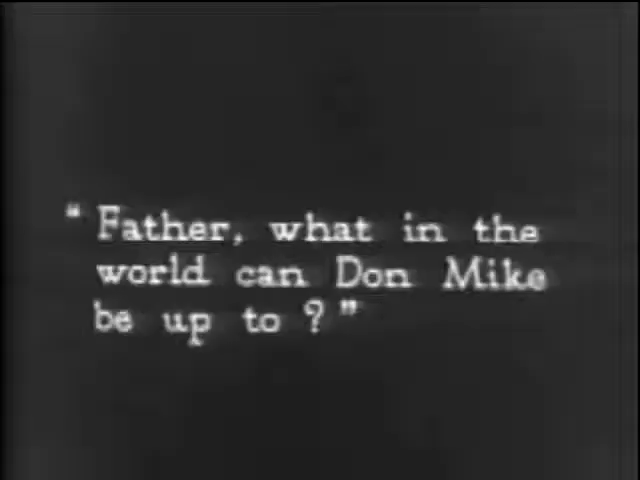 " Father, what in the
world can Don Mike
be up to ? "